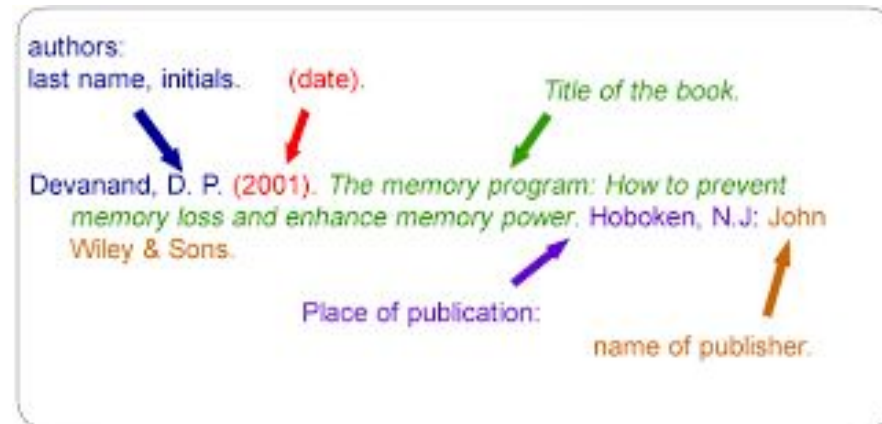 authors:
last name, initials. (date).
Title of the book.
Devanand, D. P. (2001). The memory program: How to prevent
memory loss and enhance memory power. Hoboken, N.J: John
Wiley & Sons.
Place of publication:
name of publisher.